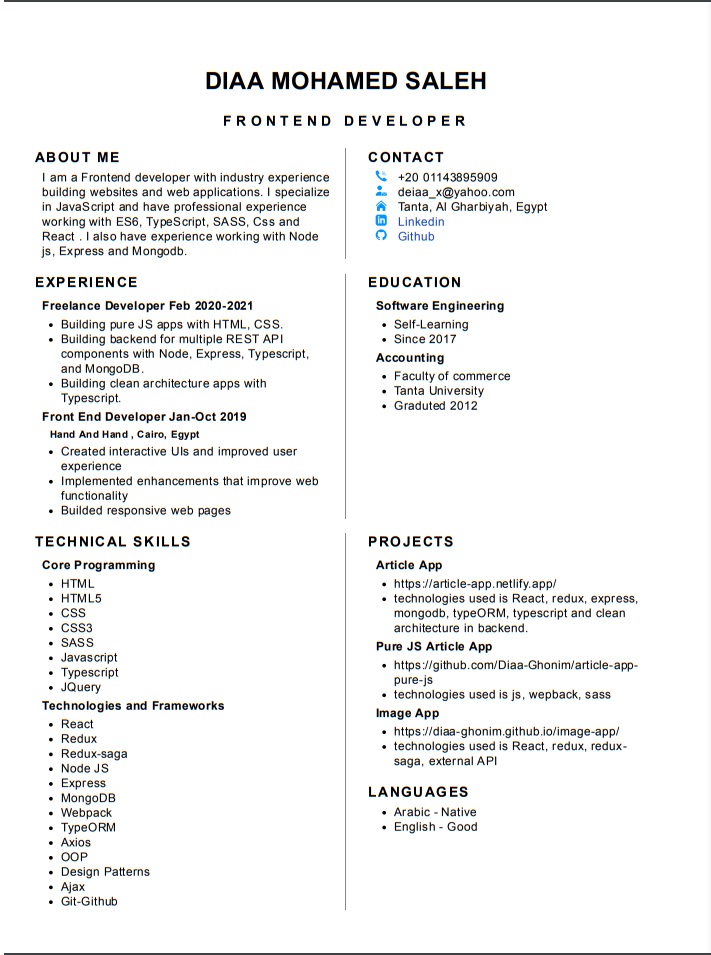 DIAA MOHAMED SALEH
FRONTEND DEVELOPER
ABOUT ME
I am a Frontend developer with industry experience
building websites and web applications. I specialize
in JavaScript and have professional experience
working with ES6, TypeScript, SASS, Css and
React . I also have experience working with Node
js, Express and Mongodb.
CONTACT
+20 01143895909
deiaa_x@yahoo.com
Tanta, Al Gharbiyah, Egypt
Linkedin
Github
EXPERIENCE
Freelance Developer Feb 2020-2021
• Building pure JS apps with HTML, CSS.
• Building backend for multiple REST API
components with Node, Express, Typescript,
and MongoDB.
• Building clean architecture apps with
Typescript.
Front End Developer Jan-Oct 2019
Hand And Hand , Cairo, Egypt
• Created interactive UIs and improved user
experience
• Implemented enhancements that improve web
functionality
• Builded responsive web pages
EDUCATION
Software Engineering
• Self-Learning
• Since 2017
Accounting
• Faculty of commerce
• Tanta University
• Graduted 2012
TECHNICAL SKILLS
Core Programming
• HTML
• HTML5
• CSS
• CSS3
• SASS
• Javascript
• Typescript
• JQuery
Technologies and Frameworks
• React
• Redux
• Redux-saga
• Node JS
• Express
• MongoDB
• Webpack
• TypeORM
• Axios
• OOP
• Design Patterns
• Ajax
• Git-Github
PROJECTS
Article App
• https://article-app.netlify.app/
• technologies used is React, redux, express,
mongodb, typeORM, typescript and clean
architecture in backend.
Pure JS Article App
• https://github.com/Diaa-Ghonim/article-app-
pure-js
• technologies used is js, wepback, sass
Image App
• https://diaa-ghonim.github.io/image-app/
• technologies used is React, redux, redux-
saga, external API
LANGUAGES
• Arabic - Native
• English - Good